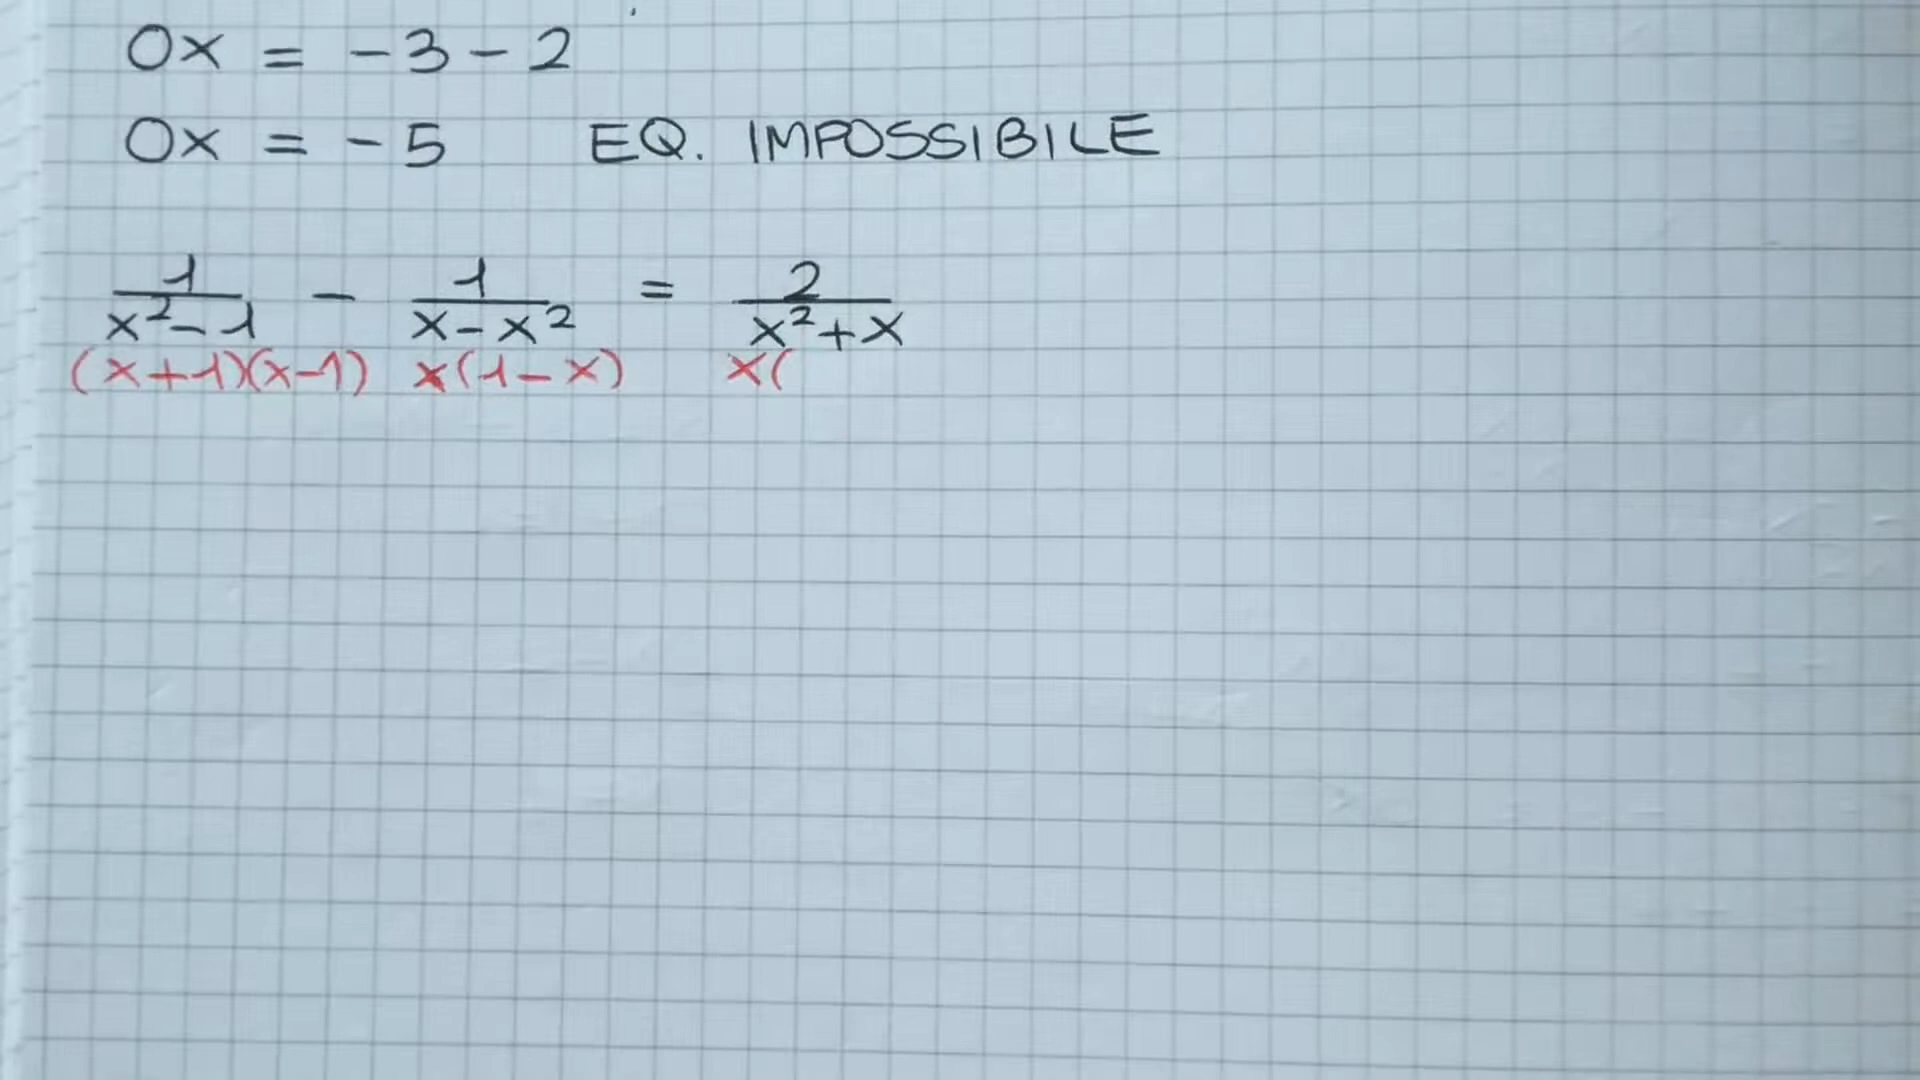 0x = -3-2
0x = -5 EQ. IMPOSSIBILE
1/(x²-1) - 1/(x-x²) = 2/(x²+x)
(x+1)(x-1) x(1-x) x(